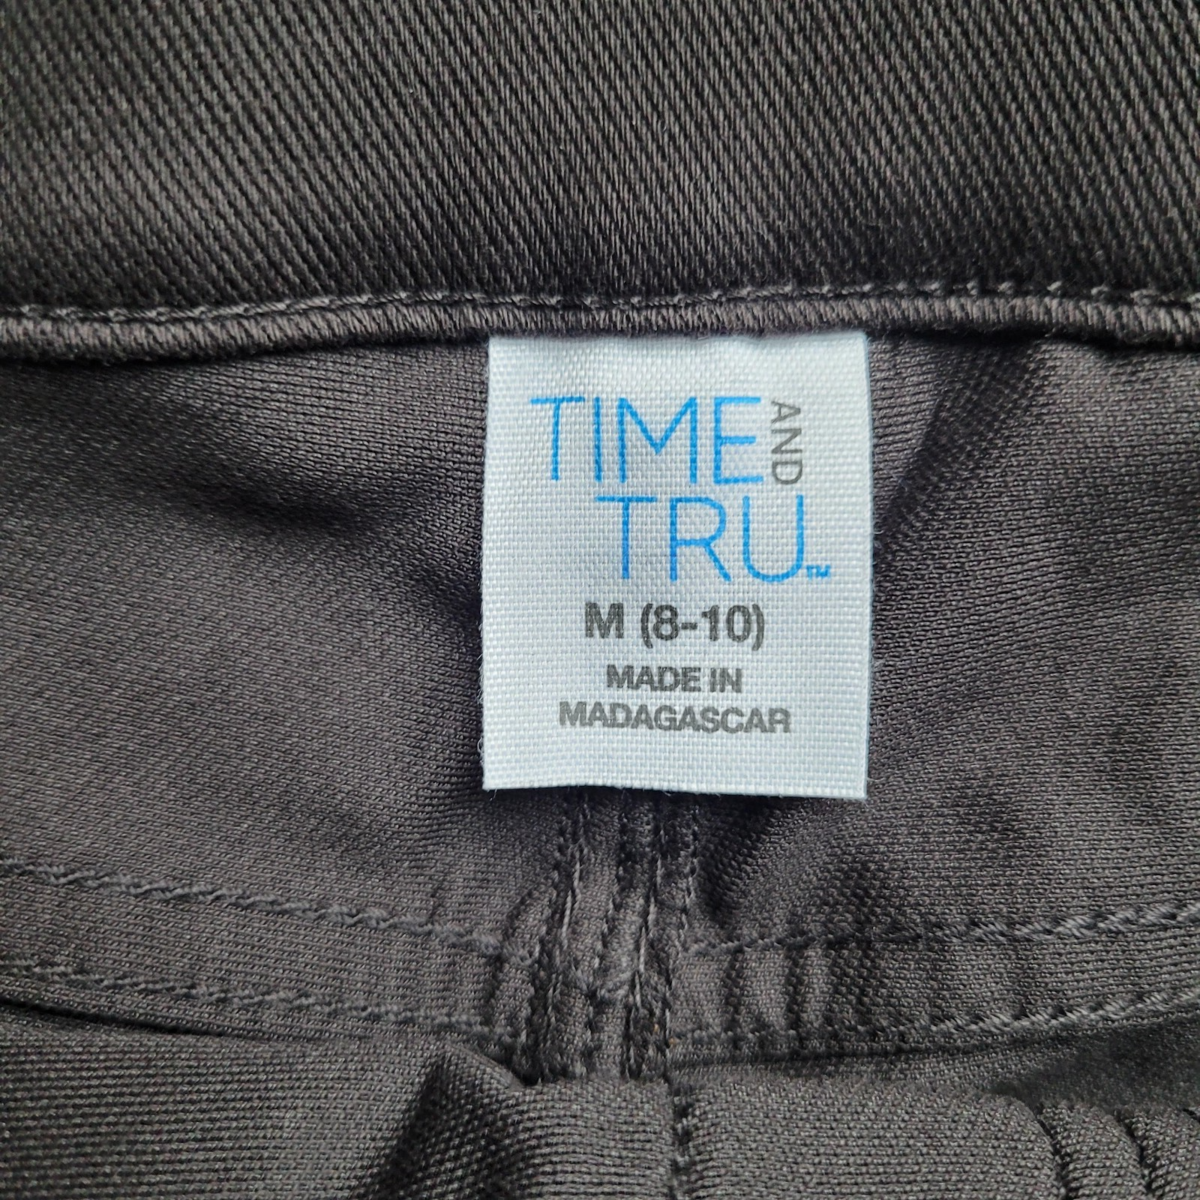 TIME AND
TRU™
M (8-10)
MADE IN
MADAGASCAR